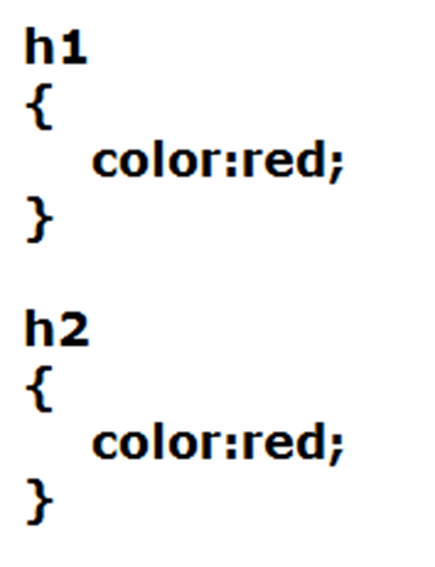 h1
{
    color:red;
}

h2
{
    color:red;
}